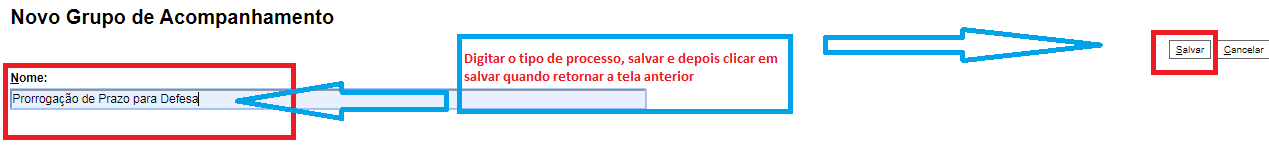 Novo Grupo de Acompanhamento
Digitar o tipo de processo, salvar e depois clicar em
salvar quando retornar a tela anterior
Salvar
Cancelar
Nome:
Prorrogação de Prazo para Defesa